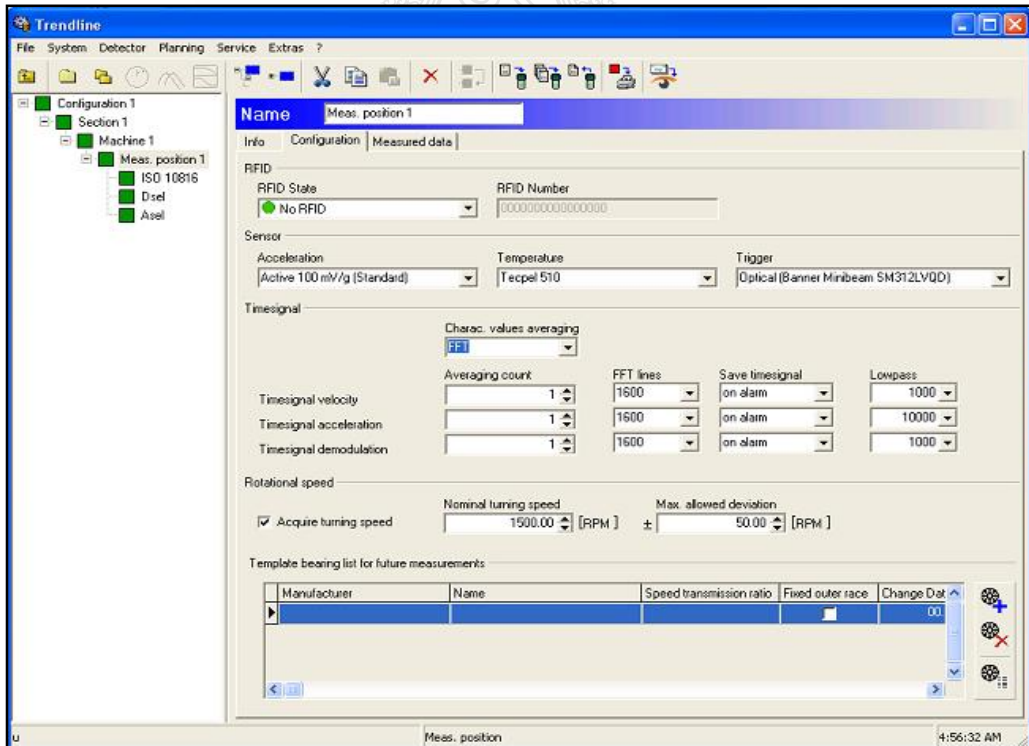 Trendline
File System Detector Planning Service Extras ?
Configuration 1
Section 1
Machine 1
Meas. position 1
ISO 10816
Dsel
Asel
Name Meas. position 1
Info Configuration Measured data
RFID
RFID State RFID Number
No RFID 0000000000000000
Sensor
Acceleration Temperature Trigger
Active 100 mV/g (Standard) Tecpel 510 Optical (Banner Minibeam SM312LVQD)
Timesignal
Charac. values averaging
FFT
Averaging count FFT lines Save timesignal Lowpass
Timesignal velocity 1 1600 on alarm 1000
Timesignal acceleration 1 1600 on alarm 10000
Timesignal demodulation 1 1600 on alarm 1000
Rotational speed
Nominal turning speed Max. allowed deviation
Acquire turning speed 1500.00 [RPM ] ± 50.00 [RPM ]
Template bearing list for future measurements
Manufacturer Name Speed transmission ratio Fixed outer race Change Dat
00.
u Meas. position 4:56:32 AM